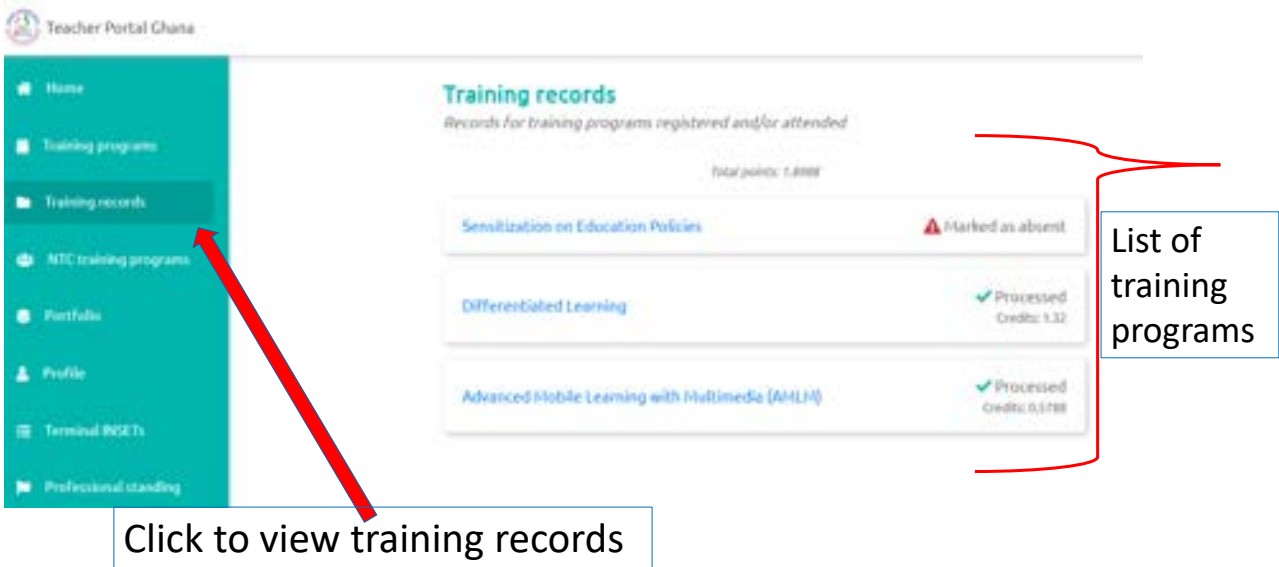 Teacher Portal Ghana
Home
Training programs
Training records
NTC training programs
Portfolio
Profile
Terminal INSETs
Professional standing
Training records
Records for training programs registered and/or attended
Total points:
Sensitization on Education Policies
Marked as absent
Differentiated Learning
Processed
Credits: 1.32
Advanced Mobile Learning with Multimedia (AMLM)
Processed
Credits: 0.5788
List of
training
programs
Click to view training records